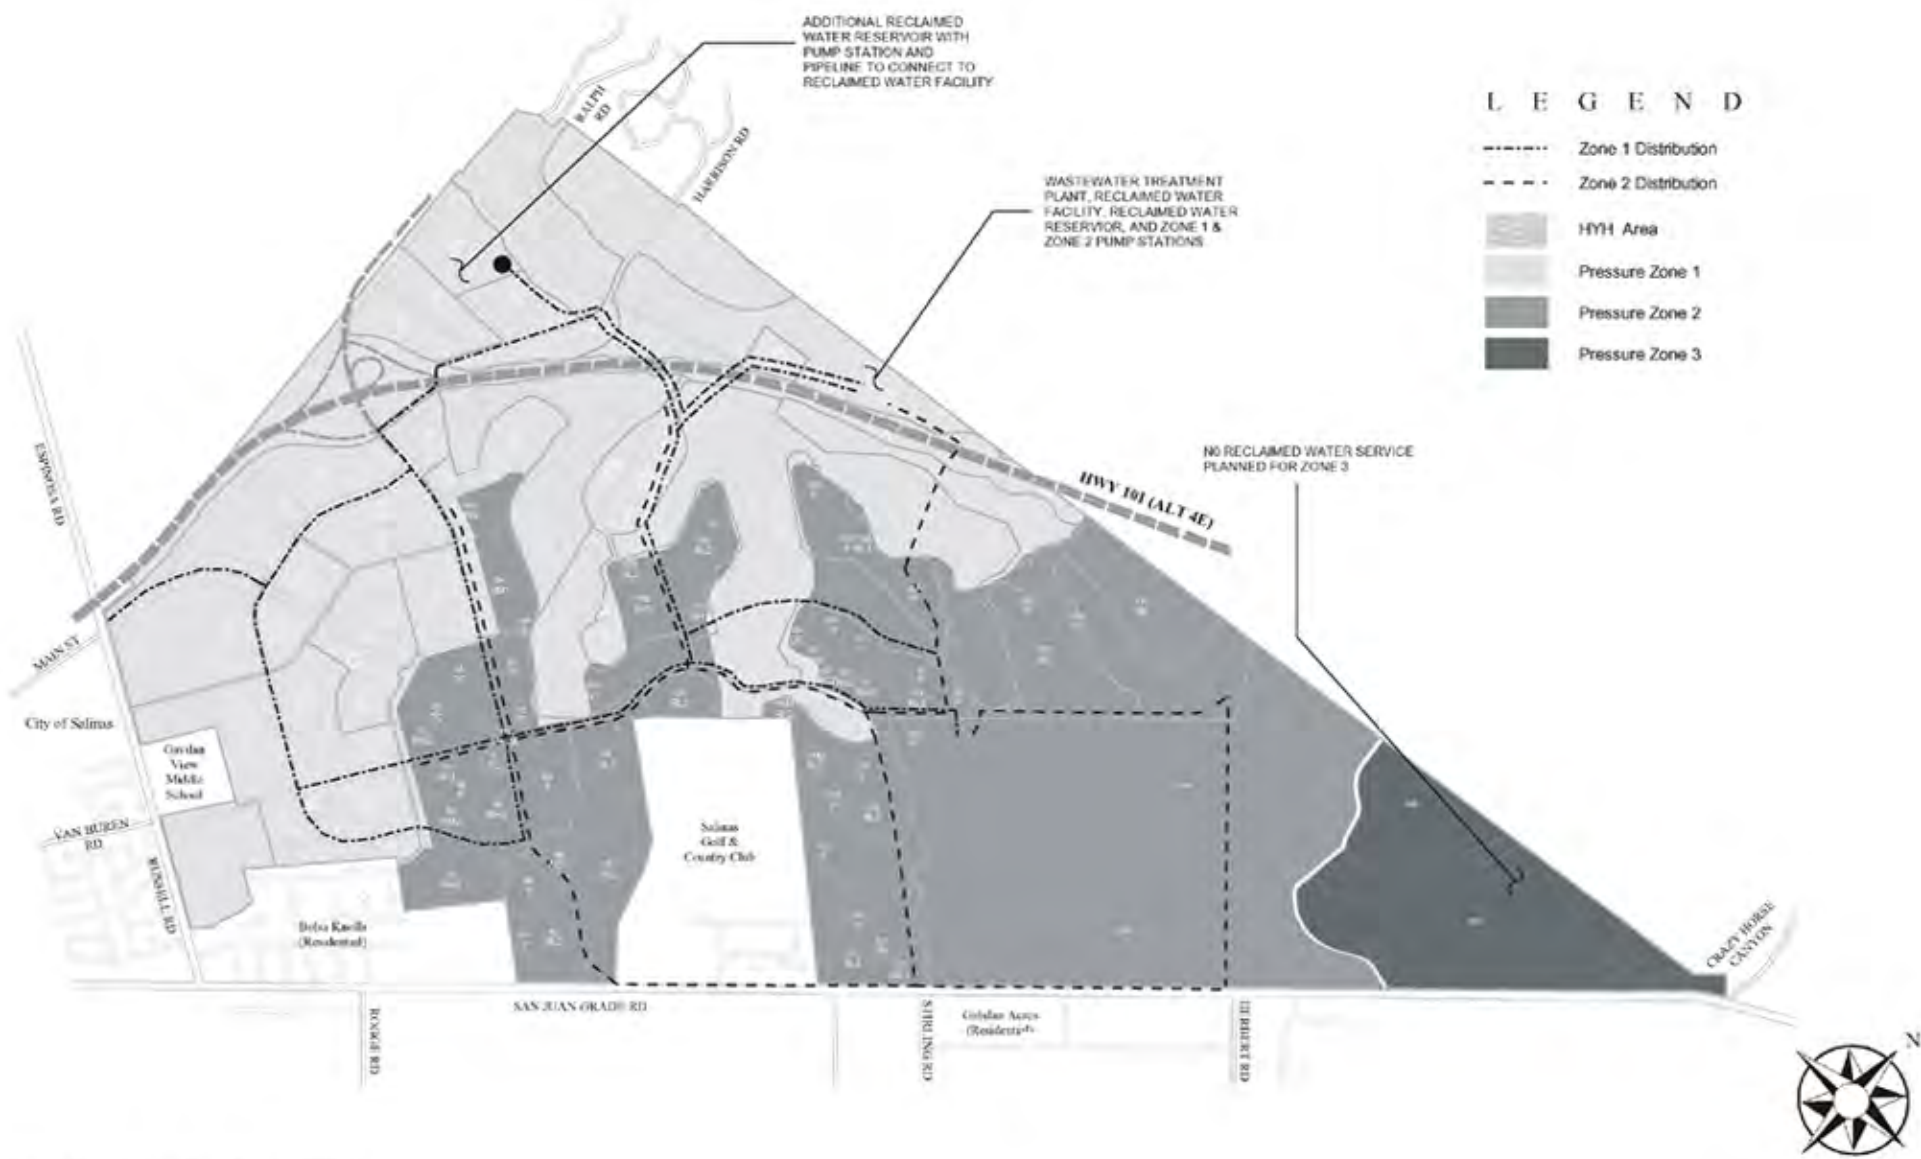 ADDITIONAL RECLAIMED
WATER RESERVOIR WITH
PUMP STATION AND
PIPELINE TO CONNECT TO
RECLAIMED WATER FACILITY
RALPH
RD
HARRISON RD
WASTEWATER TREATMENT
PLANT, RECLAIMED WATER
FACILITY, RECLAIMED WATER
RESERVIOR, AND ZONE 1 &
ZONE 2 PUMP STATIONS
LEGEND
Zone 1 Distribution
Zone 2 Distribution
HYH Area
Pressure Zone 1
Pressure Zone 2
Pressure Zone 3
NO RECLAIMED WATER SERVICE
PLANNED FOR ZONE 3
HWY 101 (ALT 4E)
ESPINOSA RD
MAIN ST
City of Salinas
View
Middle
School
VAN BUREN
RD
RUSSELL RD
Bolsa Knolls
(Residential)
Salinas
Golf &
Country Club
SAN JUAN GRADE RD
ROGGE RD
STIRLING RD
Acres
HEBERT RD
CRAZY HORSE
CANYON
N